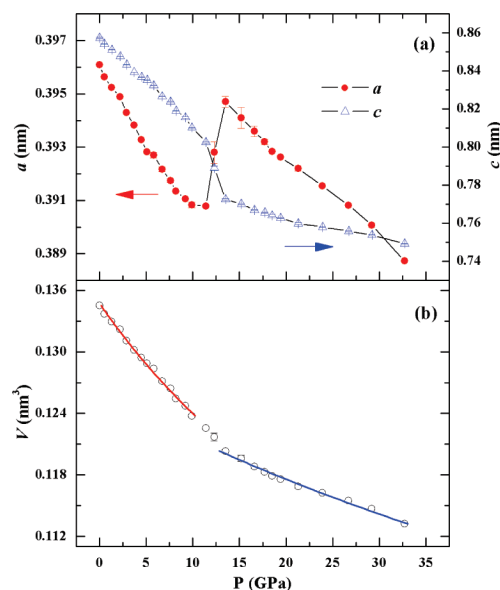 (a)
0.397
0.395
0.393
0.391
0.389
a (nm)
a
c
0.86
0.84
0.82
0.80
0.78
0.76
0.74
c (nm)
(b)
0.136
0.130
0.124
0.118
0.112
V (nm³)
0 5 10 15 20 25 30 35
P (GPa)